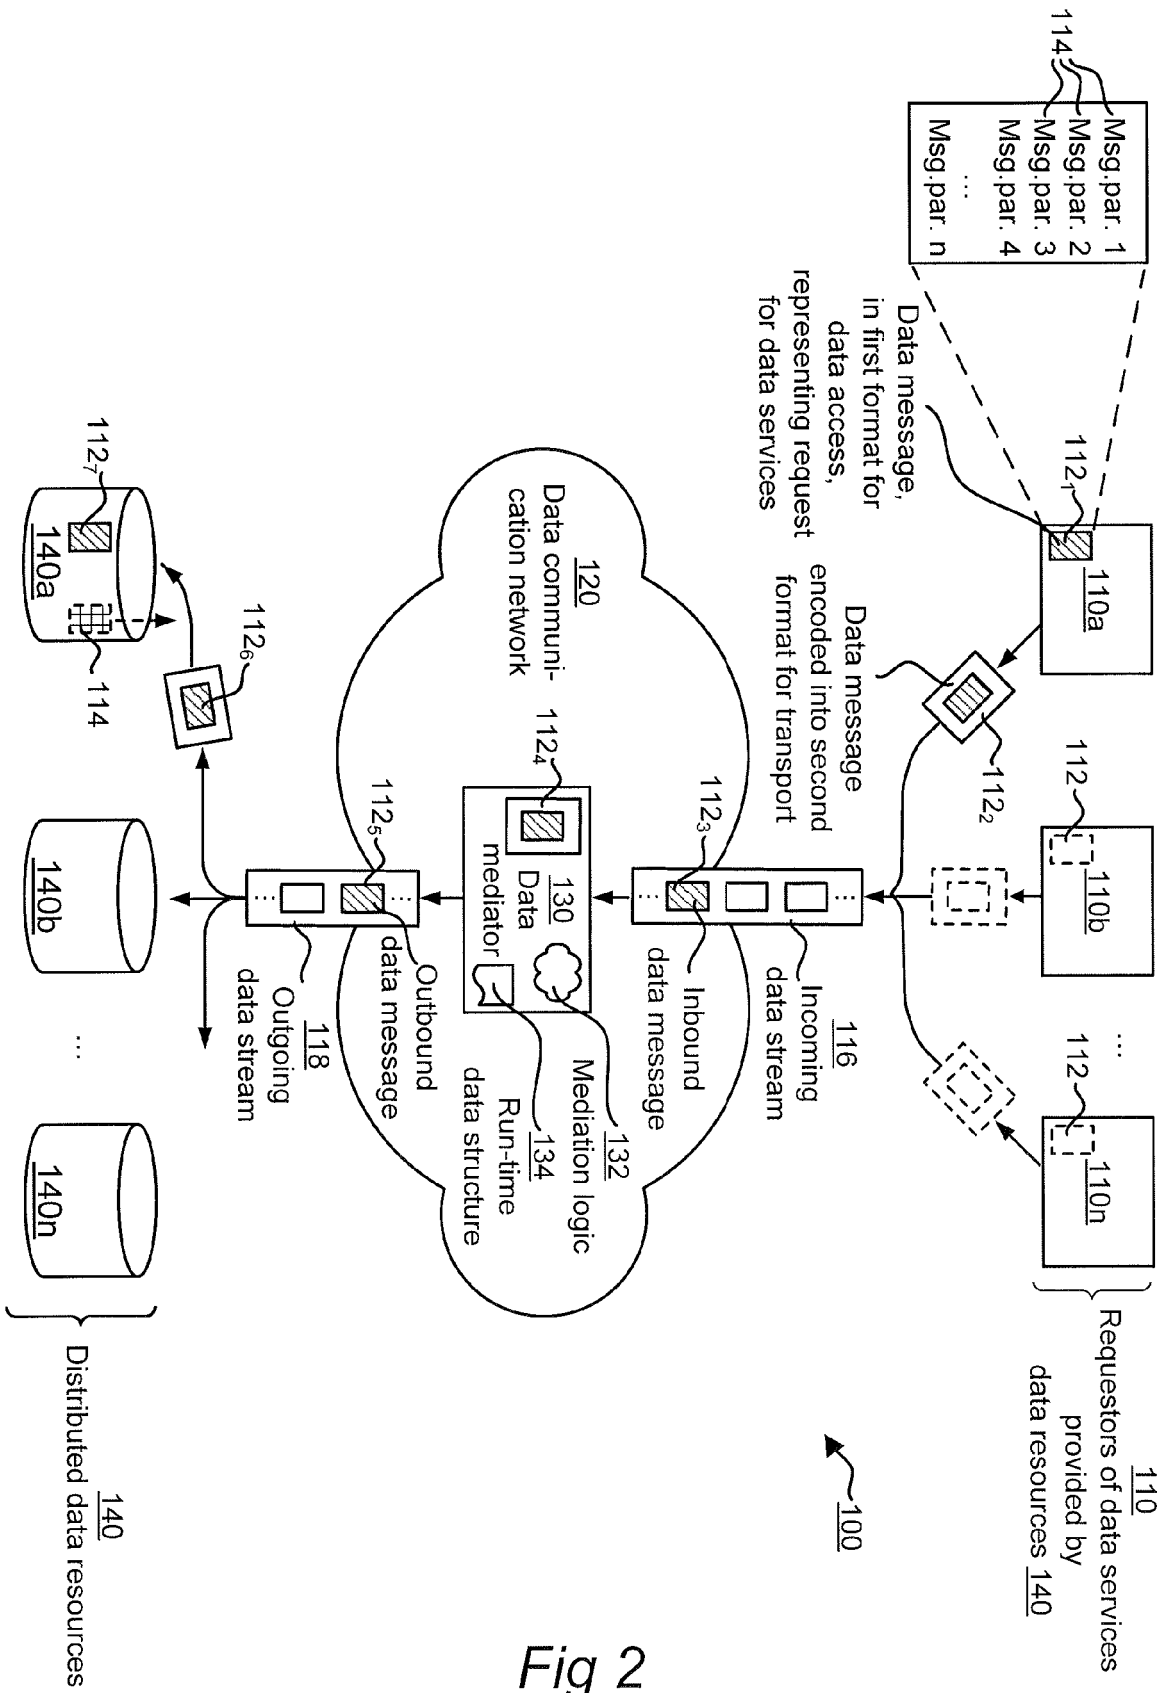 110
Requestors of data services
provided by
data resources 140
100
114
Msg.par. 1
Msg.par. 2
Msg.par. 3
Msg.par. 4
...
Msg.par. n
112₁
110a
112
110b
...
112
110n
Data message,
in first format for
data access,
representing request
for data services
Data message
encoded into second
format for transport
112₂
116
Incoming
data stream
...
112₃
...
Inbound
data message
120
Data communi-
cation network
112₄
130
Data
mediator
132
Mediation logic
134
Run-time
data structure
112₅
...
...
Outbound
data message
118
Outgoing
data stream
112₆
112₇
114
140a
140b
...
140n
140
Distributed data resources
Fig 2